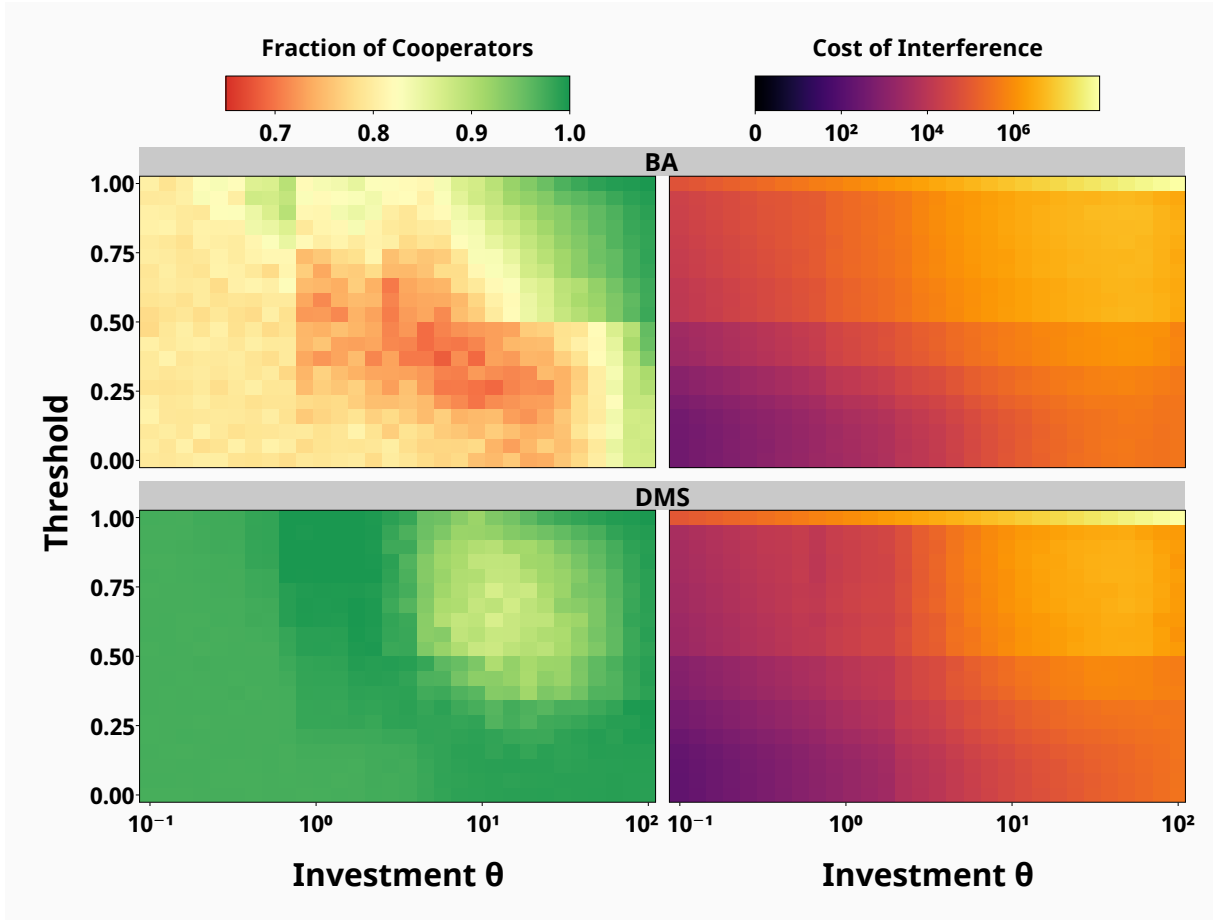 Fraction of Cooperators Cost of Interference
0.7 0.8 0.9 1.0 0 10² 10⁴ 10⁶
BA
1.00
0.75
0.50
0.25
0.00
Threshold
DMS
1.00
0.75
0.50
0.25
0.00
10⁻¹ 10⁰ 10¹ 10² 10⁻¹ 10⁰ 10¹ 10²
Investment θ Investment θ